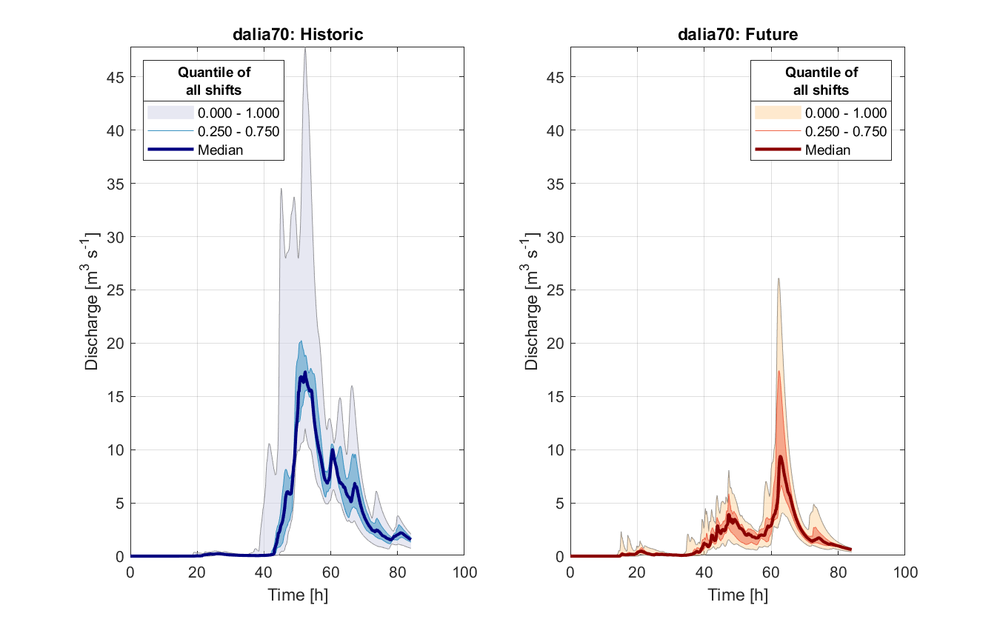 dalia70: Historic
Quantile of
all shifts
0.000 - 1.000
0.250 - 0.750
Median
45
40
35
30
25
20
15
10
5
0
Discharge [m³ s⁻¹]
0 20 40 60 80 100
Time [h]
dalia70: Future
Quantile of
all shifts
0.000 - 1.000
0.250 - 0.750
Median
45
40
35
30
25
20
15
10
5
0
Discharge [m³ s⁻¹]
0 20 40 60 80 100
Time [h]